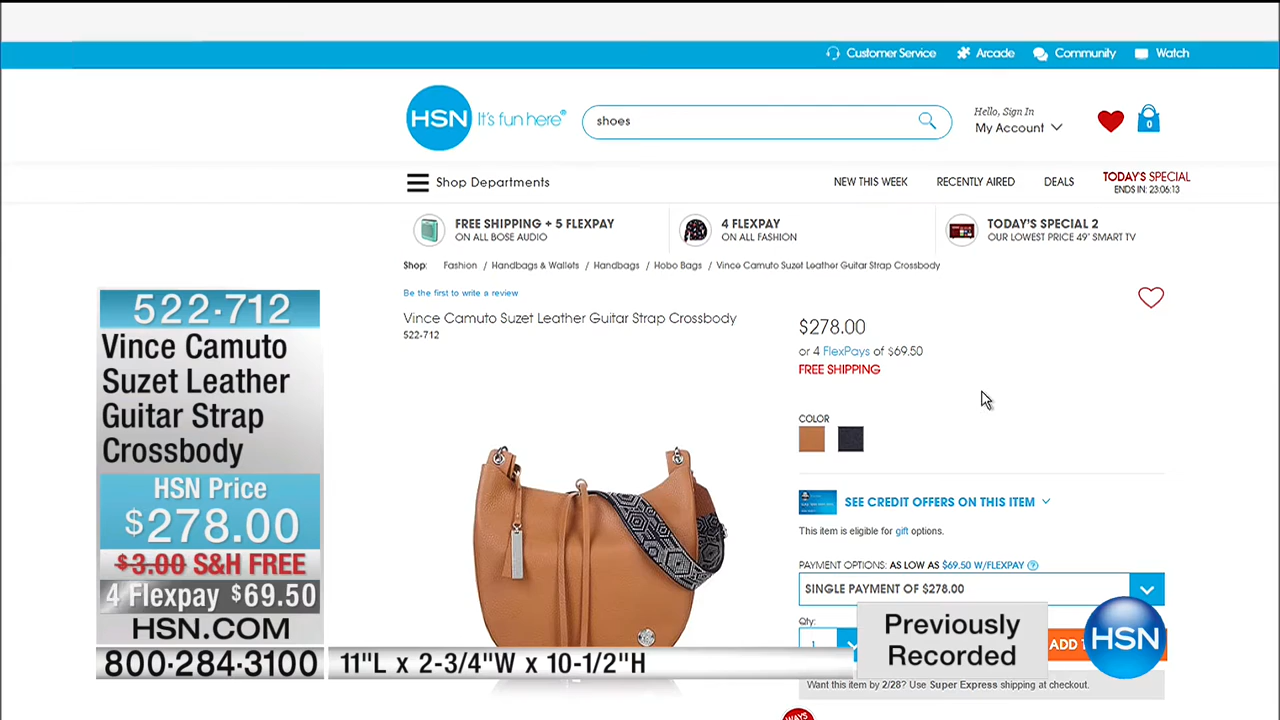 Customer Service Arcade Community Watch
HSN It's fun here®
shoes
Hello, Sign In
My Account
0
Shop Departments
NEW THIS WEEK RECENTLY AIRED DEALS
TODAY'S SPECIAL
ENDS IN: 23:06:13
FREE SHIPPING + 5 FLEXPAY
ON ALL BOSE AUDIO
4 FLEXPAY
ON ALL FASHION
TODAY'S SPECIAL 2
OUR LOWEST PRICE 49" SMART TV
Shop: Fashion / Handbags & Wallets / Handbags / Hobo Bags / Vince Camuto Suzet Leather Guitar Strap Crossbody
Be the first to write a review
Vince Camuto Suzet Leather Guitar Strap Crossbody
522-712
$278.00
or 4 FlexPays of $69.50
FREE SHIPPING
COLOR
SEE CREDIT OFFERS ON THIS ITEM
This item is eligible for gift options.
PAYMENT OPTIONS: AS LOW AS $69.50 W/FLEXPAY ?
SINGLE PAYMENT OF $278.00
Qty:
1
ADD
Want this item by 2/28? Use Super Express shipping at checkout.
522-712
Vince Camuto
Suzet Leather
Guitar Strap
Crossbody
HSN Price
$278.00
$3.00 S&H FREE
4 Flexpay $69.50
HSN.COM
800-284-3100
11"L x 2-3/4"W x 10-1/2"H
Previously
Recorded
HSN